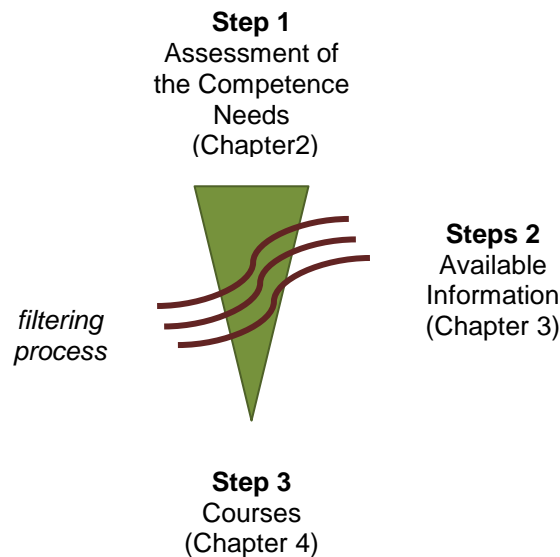 Step 1
Assessment of
the Competence
Needs
(Chapter2)
Steps 2
Available
Information
(Chapter 3)
filtering
process
Step 3
Courses
(Chapter 4)